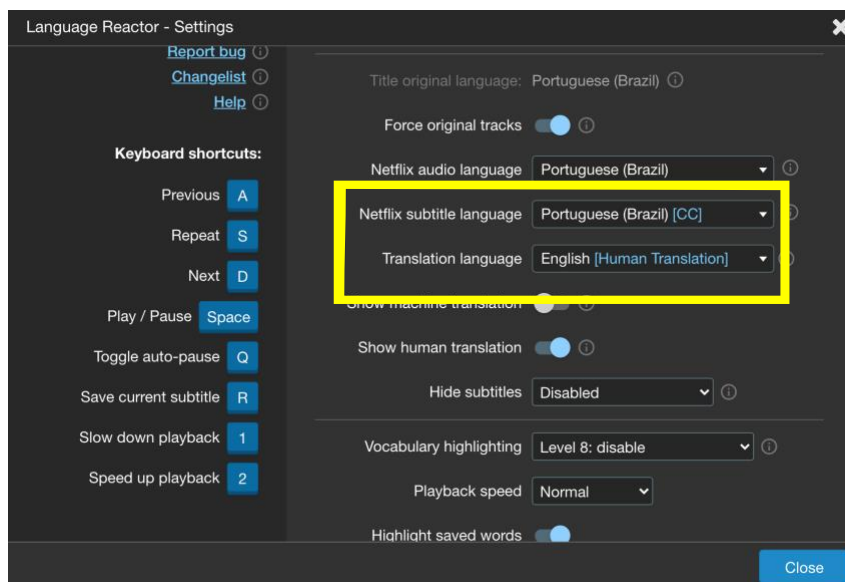 Language Reactor - Settings
Report bug
Changelist
Help
Keyboard shortcuts:
Previous A
Repeat S
Next D
Play / Pause Space
Toggle auto-pause Q
Save current subtitle R
Slow down playback 1
Speed up playback 2
Title original language: Portuguese (Brazil)
Force original tracks
Netflix audio language Portuguese (Brazil)
Netflix subtitle language Portuguese (Brazil) [CC]
Translation language English [Human Translation]
Show machine translation
Show human translation
Hide subtitles Disabled
Vocabulary highlighting Level 8: disable
Playback speed Normal
Highlight saved words
Close